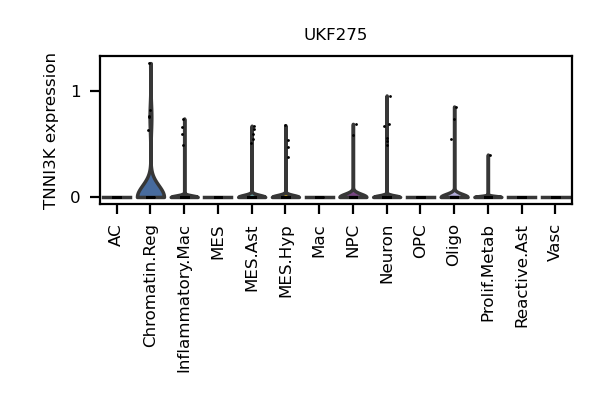 UKF275
TNNI3K expression
1
0
AC
Chromatin.Reg
Inflammatory.Mac
MES
MES.Ast
MES.Hyp
Mac
NPC
Neuron
OPC
Oligo
Prolif.Metab
Reactive.Ast
Vasc